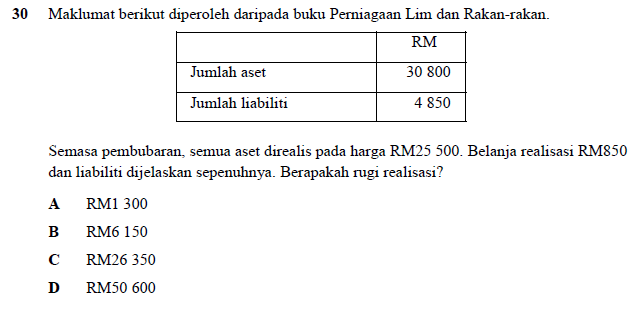 30 Maklumat berikut diperoleh daripada buku Perniagaan Lim dan Rakan-rakan.
RM
Jumlah aset 30 800
Jumlah liabiliti 4 850
Semasa pembubaran, semua aset direalis pada harga RM25 500. Belanja realisasi RM850
dan liabiliti dijelaskan sepenuhnya. Berapakah rugi realisasi?
A RM1 300
B RM6 150
C RM26 350
D RM50 600